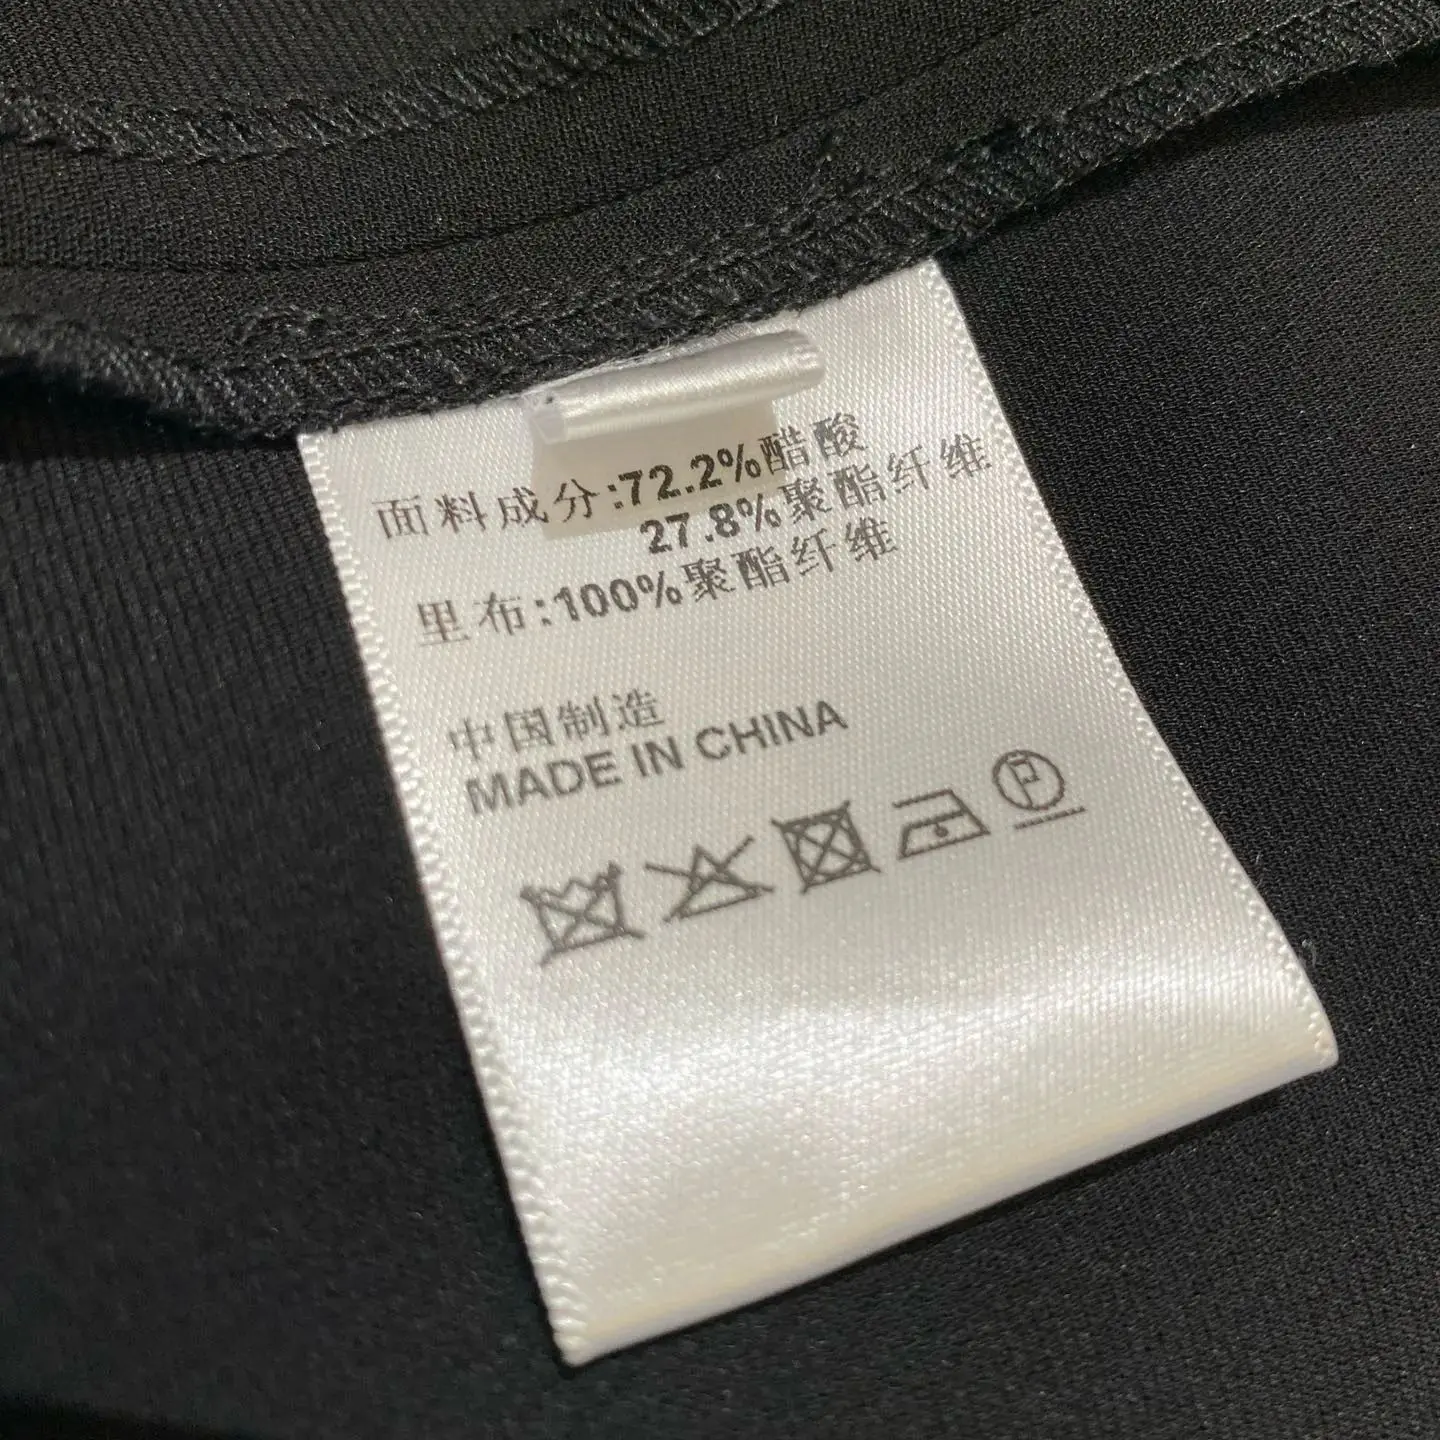 面料成分:72.2%醋酸
27.8%聚酯纤维
里布:100%聚酯纤维
中国制造
MADE IN CHINA
P